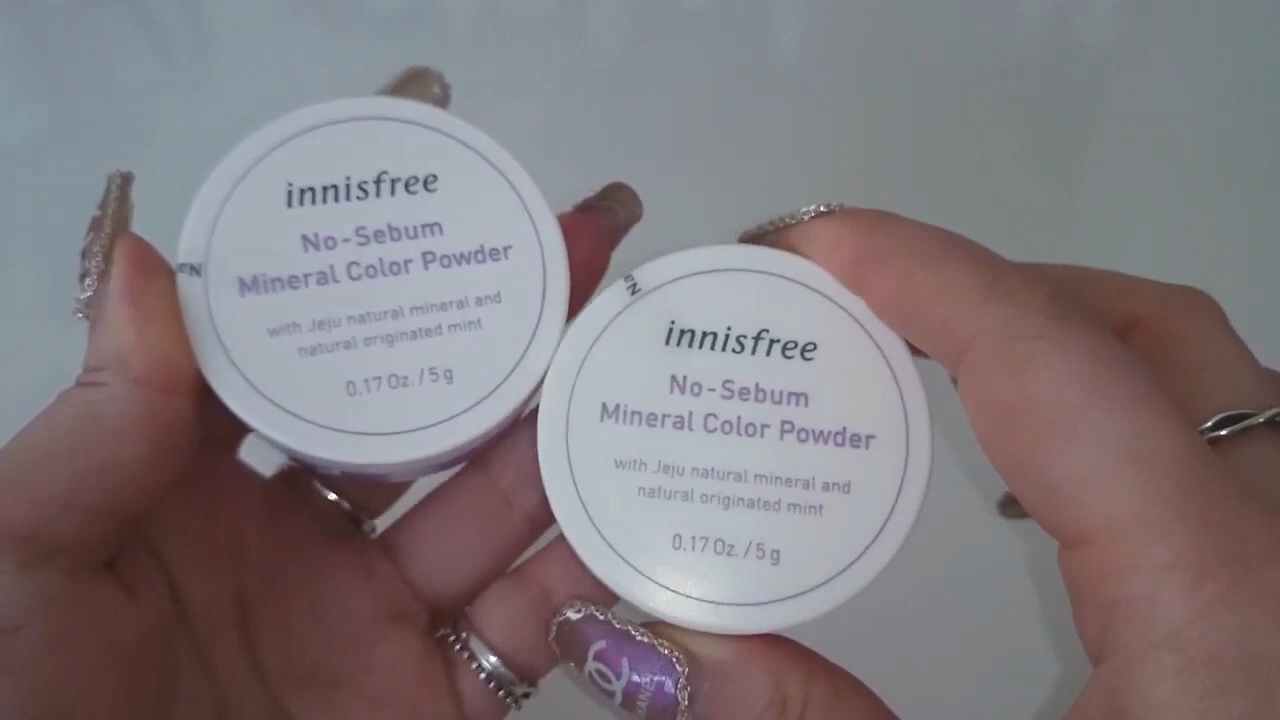 innisfree
No-Sebum
Mineral Color Powder
with Jeju natural mineral and
natural originated mint
0.17 Oz. / 5 g
innisfree
No-Sebum
Mineral Color Powder
with Jeju natural mineral and
natural originated mint
0.17 Oz. / 5 g
Na